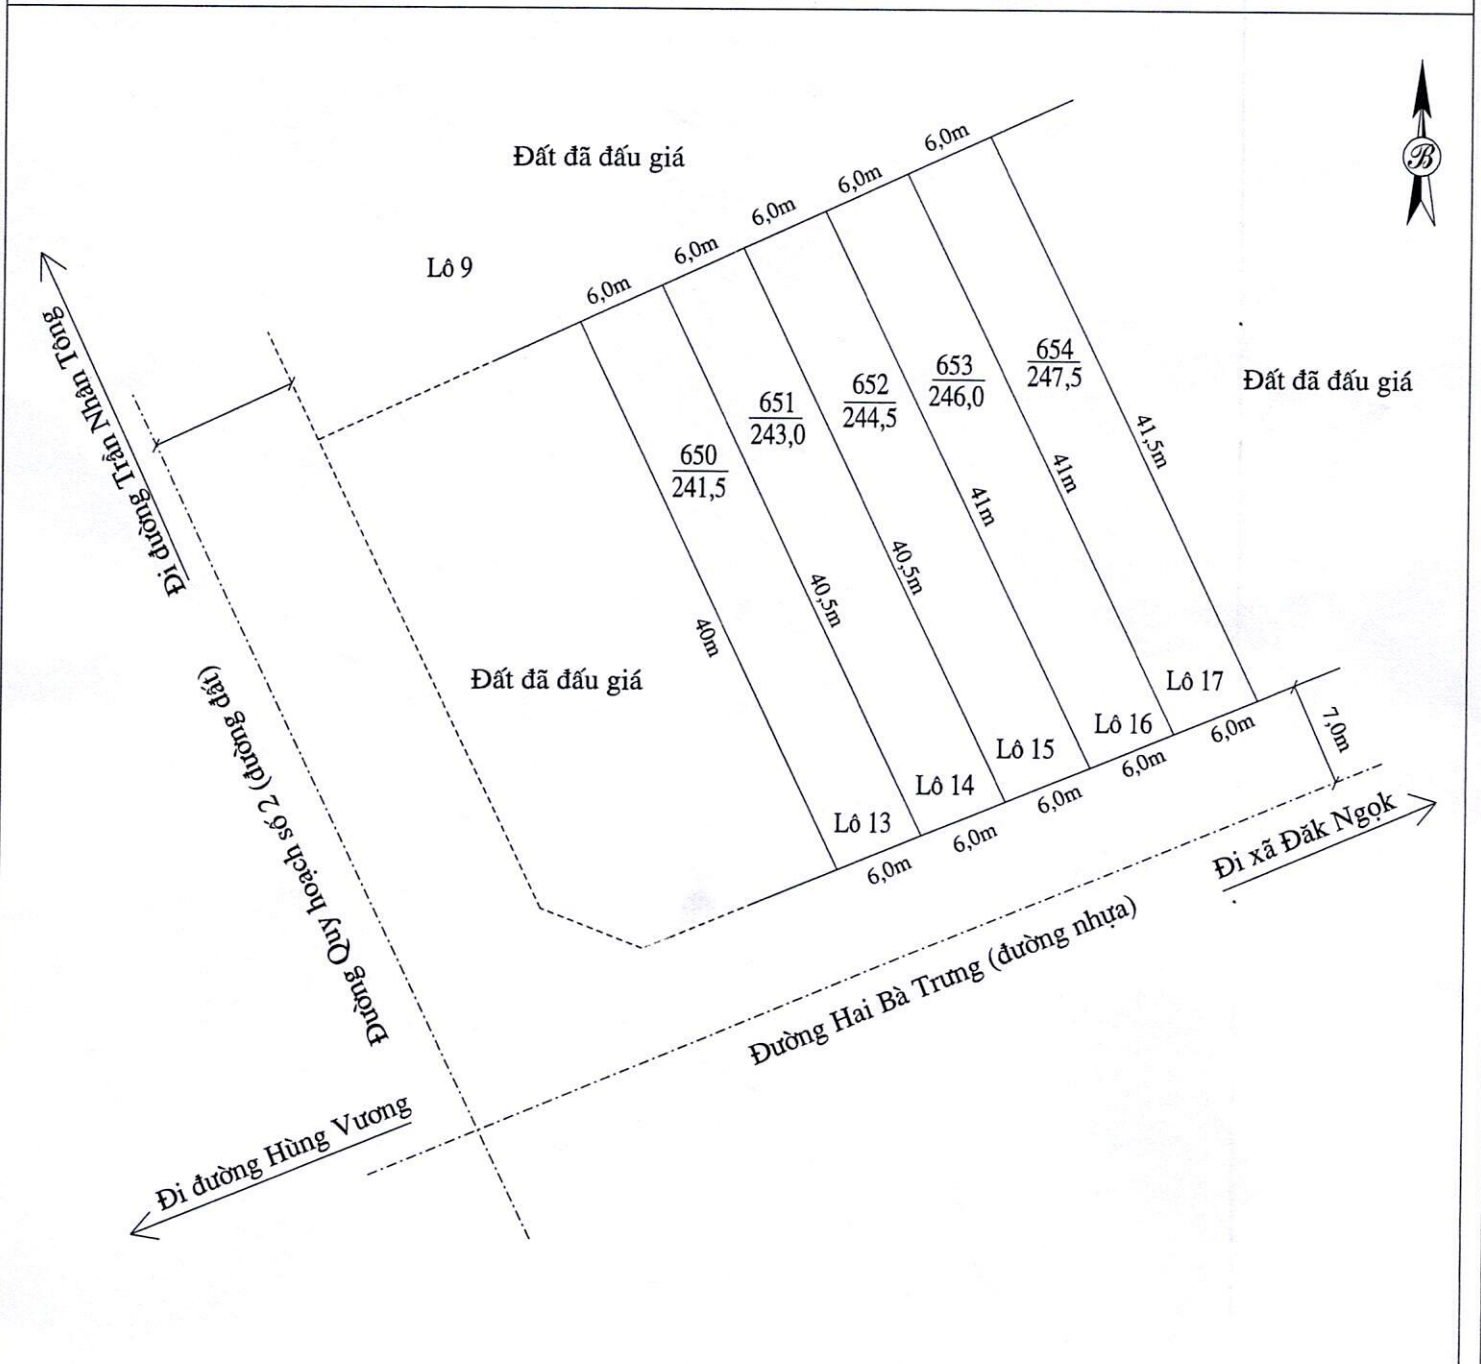 Đất đã đấu giá
B
6,0m
6,0m
6,0m
6,0m
6,0m
Lô 9
Đi đường Trần Nhân Tông
650
241,5
651
243,0
652
244,5
653
246,0
654
247,5
Đất đã đấu giá
40m
40,5m
40,5m
41m
41m
41,5m
Đất đã đấu giá
Đường Quy hoạch số 2 (đường đất)
Lô 13
Lô 14
Lô 15
Lô 16
Lô 17
6,0m
6,0m
6,0m
6,0m
6,0m
7,0m
Đi xã Đăk Ngọk
Đường Hai Bà Trưng (đường nhựa)
Đi đường Hùng Vương